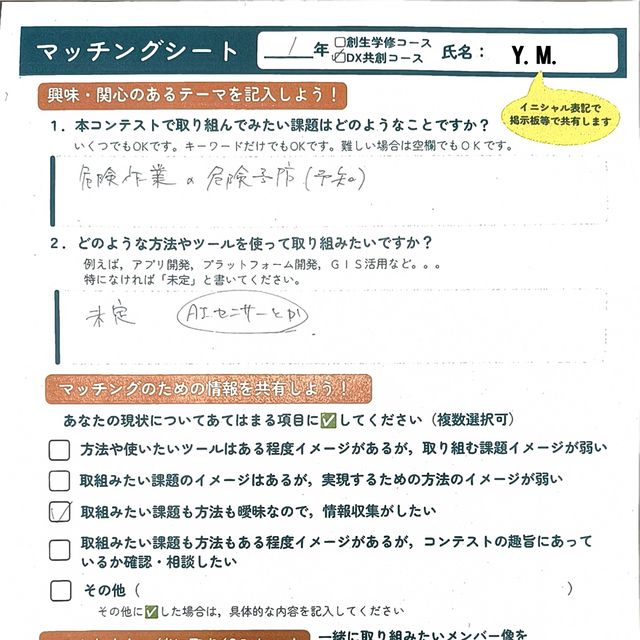 マッチングシート
1年 □創生学修コース
☑DX共創コース
氏名： Y. M.
イニシャル表記で
掲示板等で共有します
興味・関心のあるテーマを記入しよう！
1．本コンテストで取り組んでみたい課題はどのようなことですか？
いくつでもOKです。キーワードだけでもOKです。難しい場合は空欄でもＯＫです。
危険作業の危険予防(予知)
2．どのような方法やツールを使って取り組みたいですか？
例えば，アプリ開発，プラットフォーム開発，ＧＩＳ活用など。。。
特になければ「未定」と書いてください。
未定 AIセンサーとか
マッチングのための情報を共有しよう！
あなたの現状についてあてはまる項目に✅してください（複数選択可）
□ 方法や使いたいツールはある程度イメージがあるが，取り組む課題イメージが弱い
□ 取組みたい課題のイメージはあるが，実現するための方法のイメージが弱い
☑ 取組みたい課題も方法も曖昧なので，情報収集がしたい
□ 取組みたい課題も方法もある程度イメージがあるが，コンテストの趣旨にあって
いるか確認・相談したい
□ その他（ ）
その他に✅した場合は，具体的な内容を記入してください
一緒に取り組みたいメンバー像を